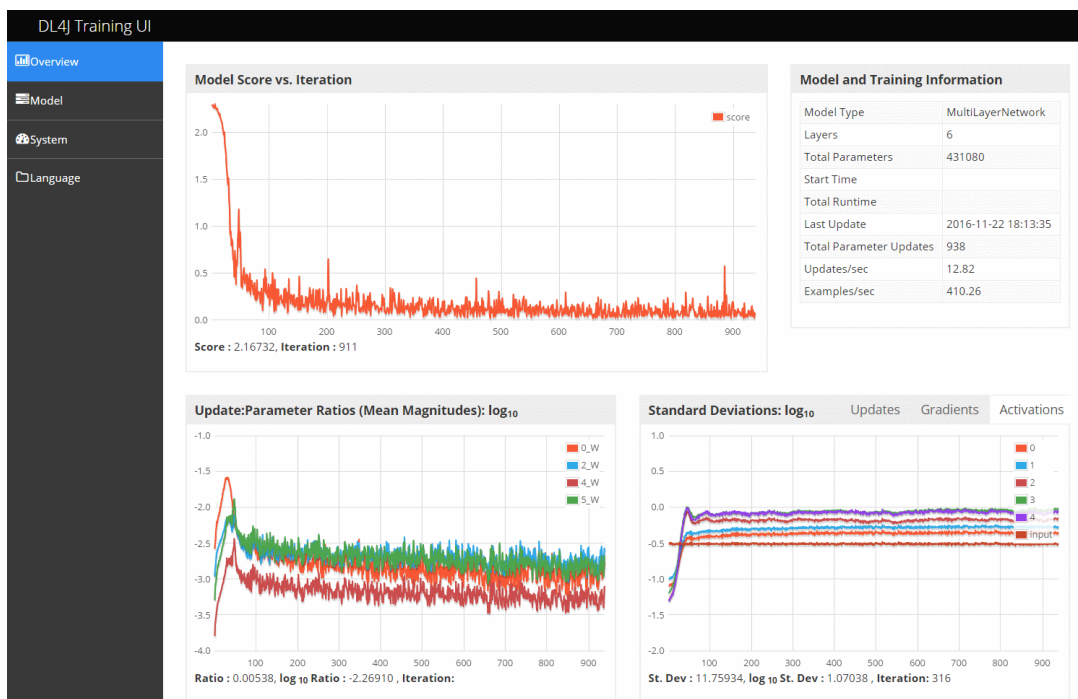 DL4J Training UI
Overview
Model
System
Language
Model Score vs. Iteration
score
2.0
1.5
1.0
0.5
0.0
100 200 300 400 500 600 700 800 900
Score : 2.16732, Iteration : 911
Model and Training Information
Model Type MultiLayerNetwork
Layers 6
Total Parameters 431080
Start Time
Total Runtime
Last Update 2016-11-22 18:13:35
Total Parameter Updates 938
Updates/sec 12.82
Examples/sec 410.26
Update:Parameter Ratios (Mean Magnitudes): log₁₀
-1.0
-1.5
-2.0
-2.5
-3.0
-3.5
-4.0
0_W
2_W
4_W
5_W
100 200 300 400 500 600 700 800 900
Ratio : 0.00538, log ₁₀ Ratio : -2.26910 , Iteration:
Standard Deviations: log₁₀ Updates Gradients Activations
1.0
0.5
0.0
-0.5
-1.0
-1.5
-2.0
0
1
2
3
4
input
100 200 300 400 500 600 700 800 900
St. Dev : 11.75934, log ₁₀ St. Dev : 1.07038 , Iteration: 316